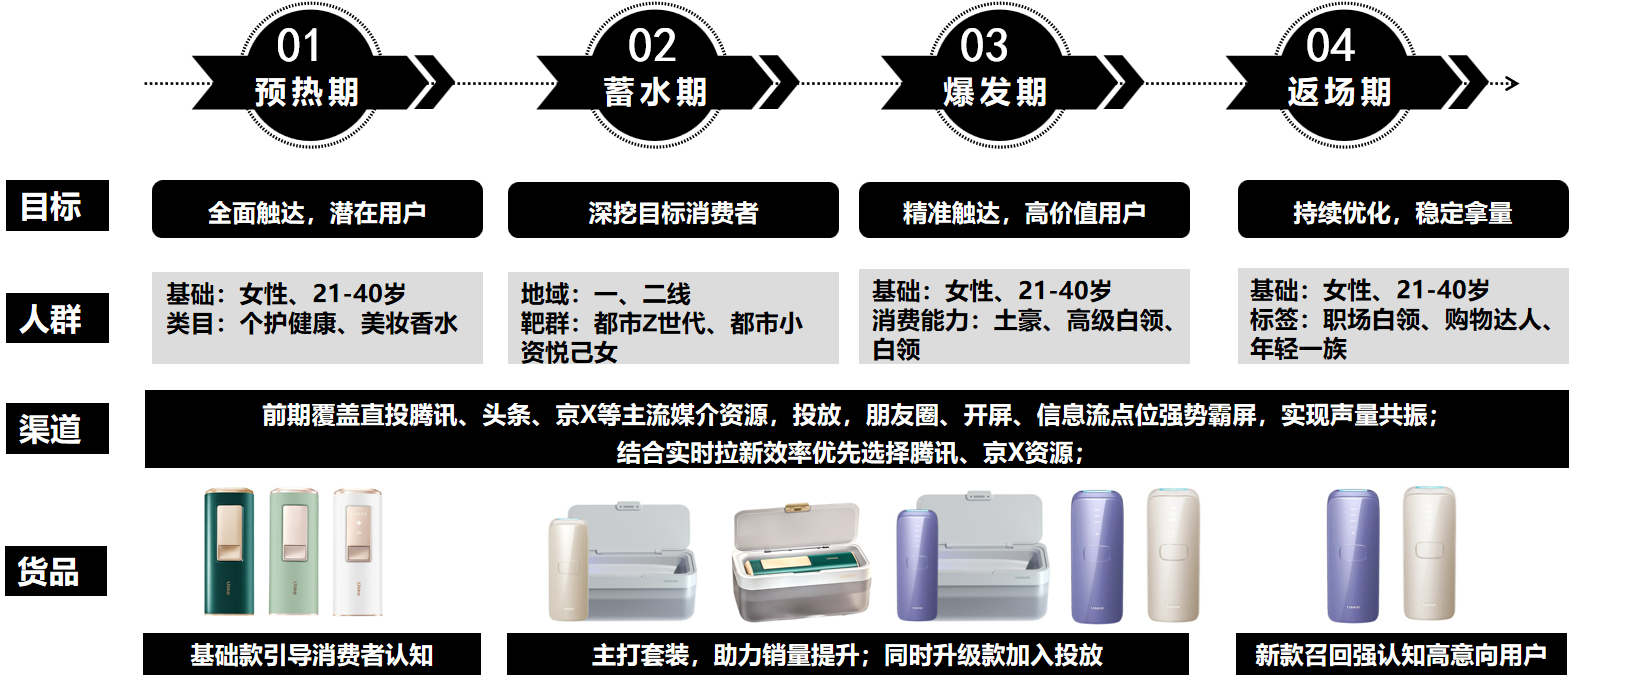 01
预热期
02
蓄水期
03
爆发期
04
返场期
目标
全面触达，潜在用户
深挖目标消费者
精准触达，高价值用户
持续优化，稳定拿量
人群
基础：女性、21-40岁
类目：个护健康、美妆香水
地域：一、二线
靶群：都市Z世代、都市小
资悦己女
基础：女性、21-40岁
消费能力：土豪、高级白领、
白领
基础：女性、21-40岁
标签：职场白领、购物达人、
年轻一族
渠道
前期覆盖直投腾讯、头条、京X等主流媒介资源，投放，朋友圈、开屏、信息流点位强势霸屏，实现声量共振；
结合实时拉新效率优先选择腾讯、京X资源；
货品
基础款引导消费者认知
主打套装，助力销量提升；同时升级款加入投放
新款召回强认知高意向用户